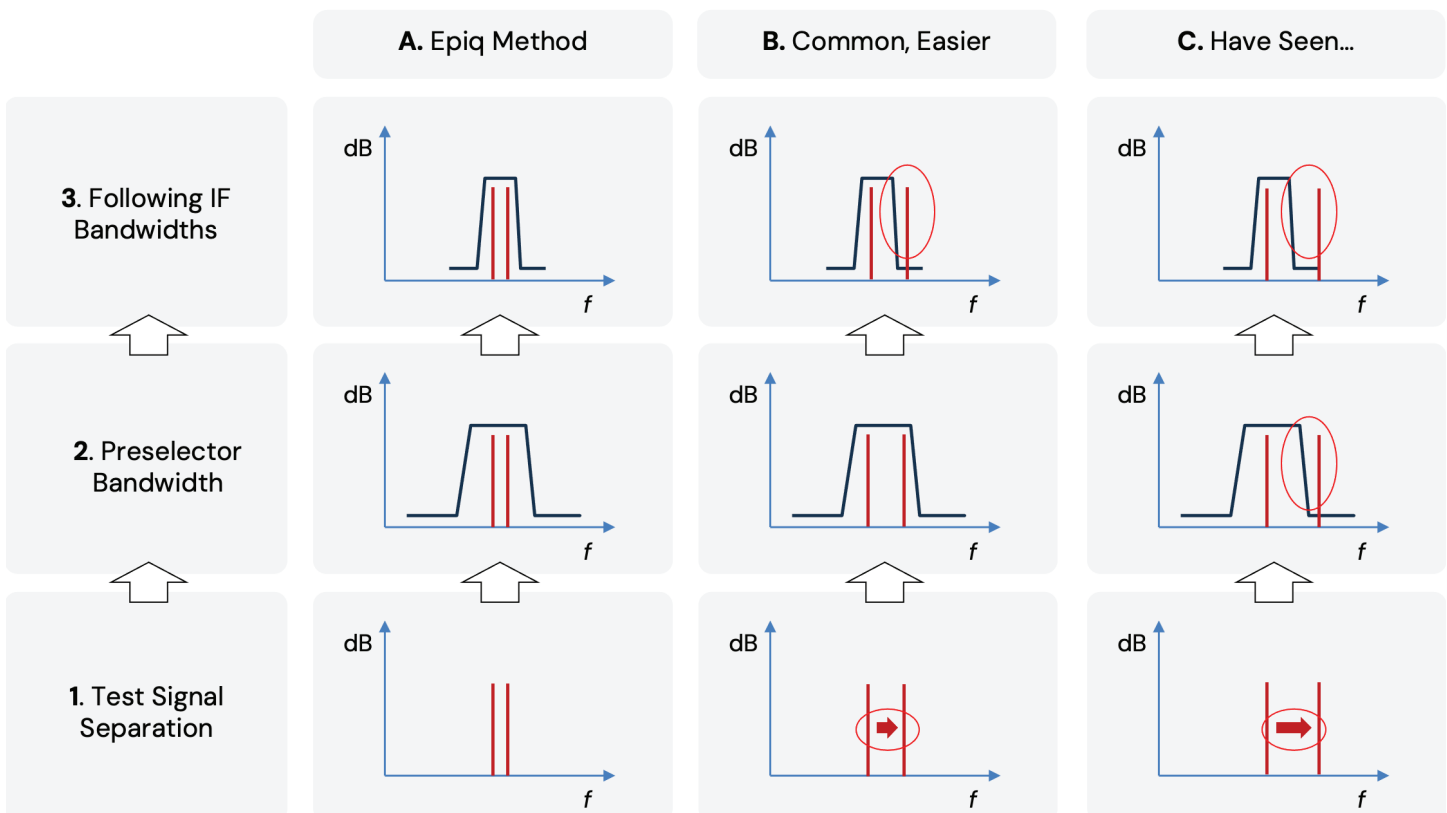 A. Epiq Method
B. Common, Easier
C. Have Seen...
3. Following IF
Bandwidths
dB
f
dB
f
dB
f
2. Preselector
Bandwidth
dB
f
dB
f
dB
f
1. Test Signal
Separation
dB
f
dB
f
dB
f